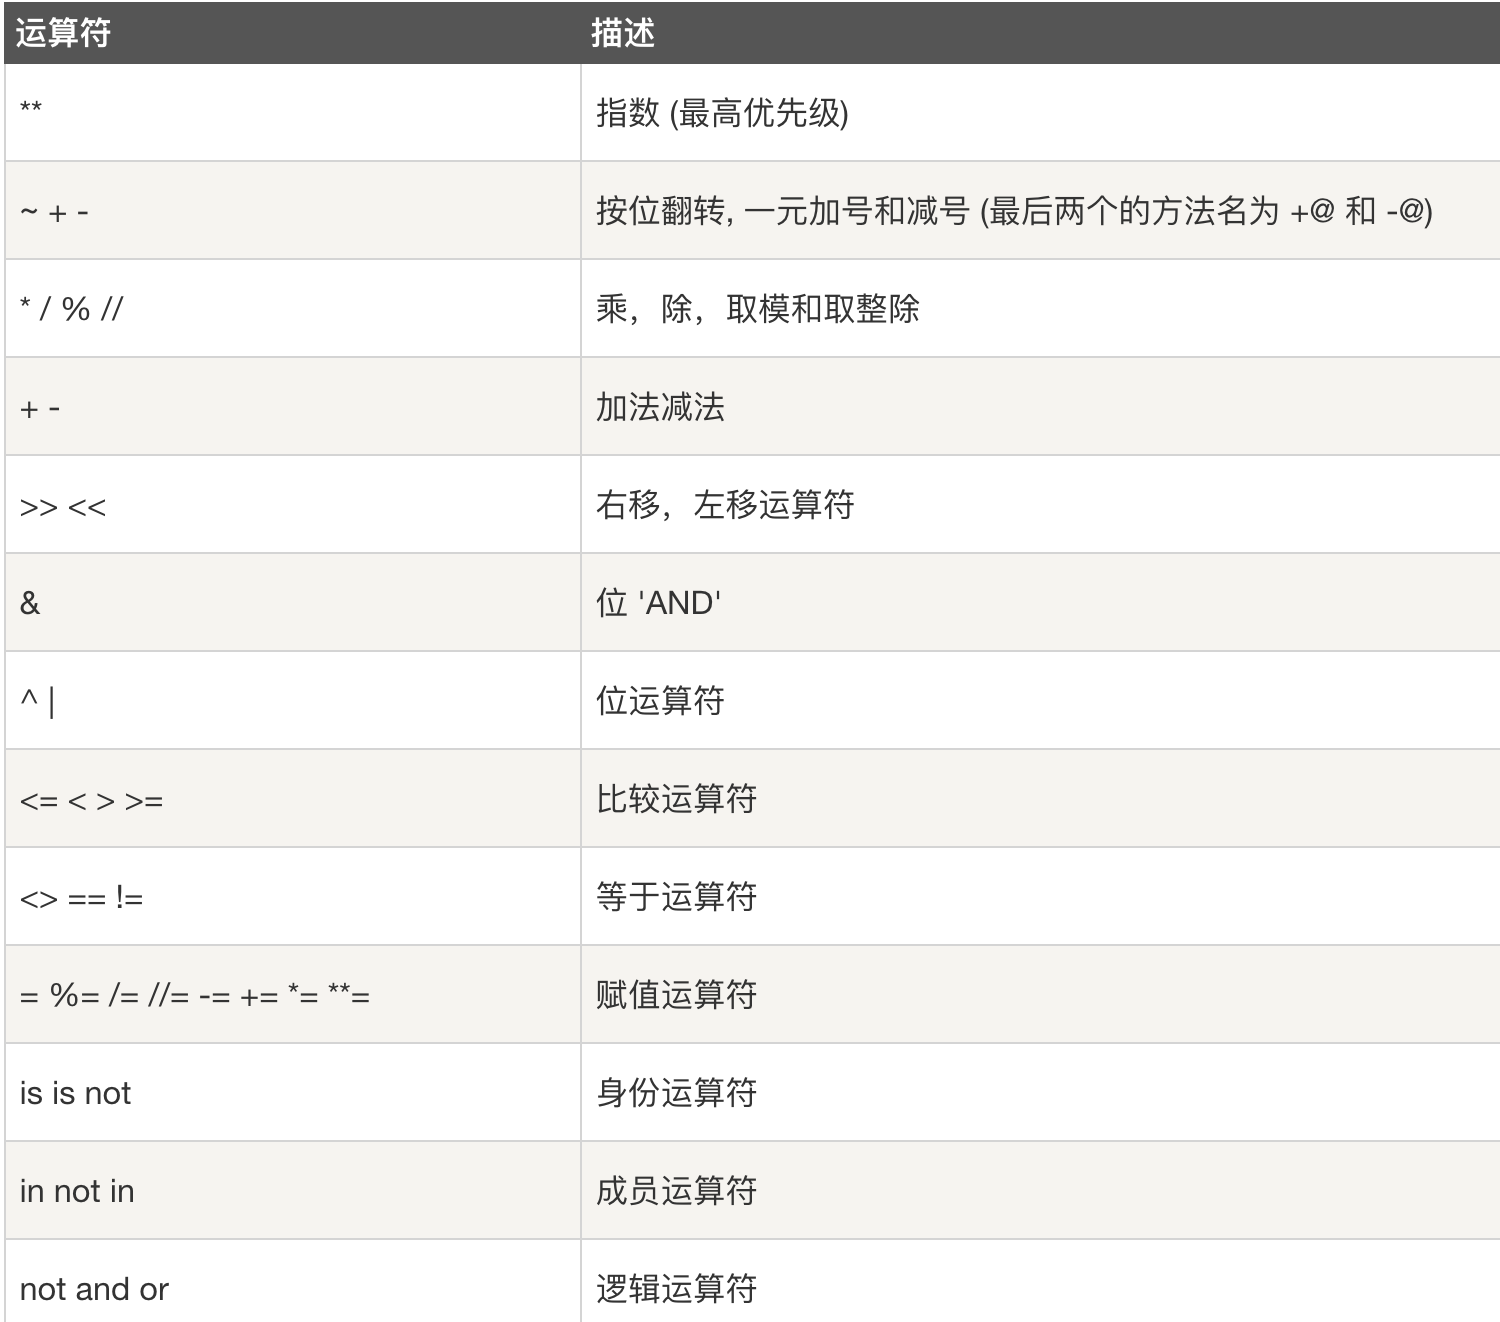 运算符 描述
** 指数 (最高优先级)
~ + - 按位翻转, 一元加号和减号 (最后两个的方法名为 +@ 和 -@)
* / % // 乘，除，取模和取整除
+ - 加法减法
>> << 右移，左移运算符
& 位 'AND'
^ | 位运算符
<= < > >= 比较运算符
<> == != 等于运算符
= %= /= //= -= += *= **= 赋值运算符
is is not 身份运算符
in not in 成员运算符
not and or 逻辑运算符